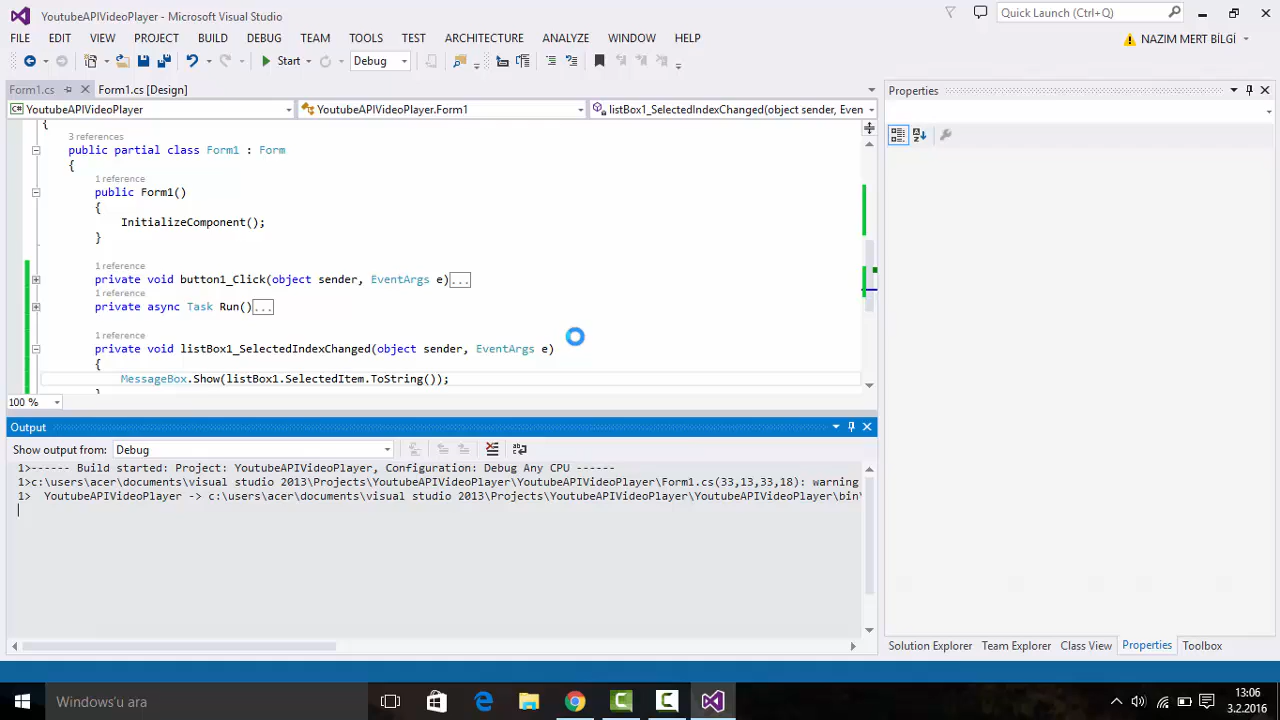 YoutubeAPIVideoPlayer - Microsoft Visual Studio
Quick Launch (Ctrl+Q)
FILE EDIT VIEW PROJECT BUILD DEBUG TEAM TOOLS TEST ARCHITECTURE ANALYZE WINDOW HELP
NAZIM MERT BİLGİ
Start Debug
Form1.cs Form1.cs [Design]
Properties
YoutubeAPIVideoPlayer YoutubeAPIVideoPlayer.Form1 listBox1_SelectedIndexChanged(object sender, Even
{
3 references
public partial class Form1 : Form
{
1 reference
public Form1()
{
InitializeComponent();
}
1 reference
private void button1_Click(object sender, EventArgs e)...
1 reference
private async Task Run()...
1 reference
private void listBox1_SelectedIndexChanged(object sender, EventArgs e)
{
MessageBox.Show(listBox1.SelectedItem.ToString());
}
100 %
Output
Show output from: Debug
1>------ Build started: Project: YoutubeAPIVideoPlayer, Configuration: Debug Any CPU ------
1>c:\users\acer\documents\visual studio 2013\Projects\YoutubeAPIVideoPlayer\YoutubeAPIVideoPlayer\Form1.cs(33,13,33,18): warning
1>  YoutubeAPIVideoPlayer -> c:\users\acer\documents\visual studio 2013\Projects\YoutubeAPIVideoPlayer\YoutubeAPIVideoPlayer\bin\
Solution Explorer Team Explorer Class View Properties Toolbox
Windows'u ara
13:06
3.2.2016